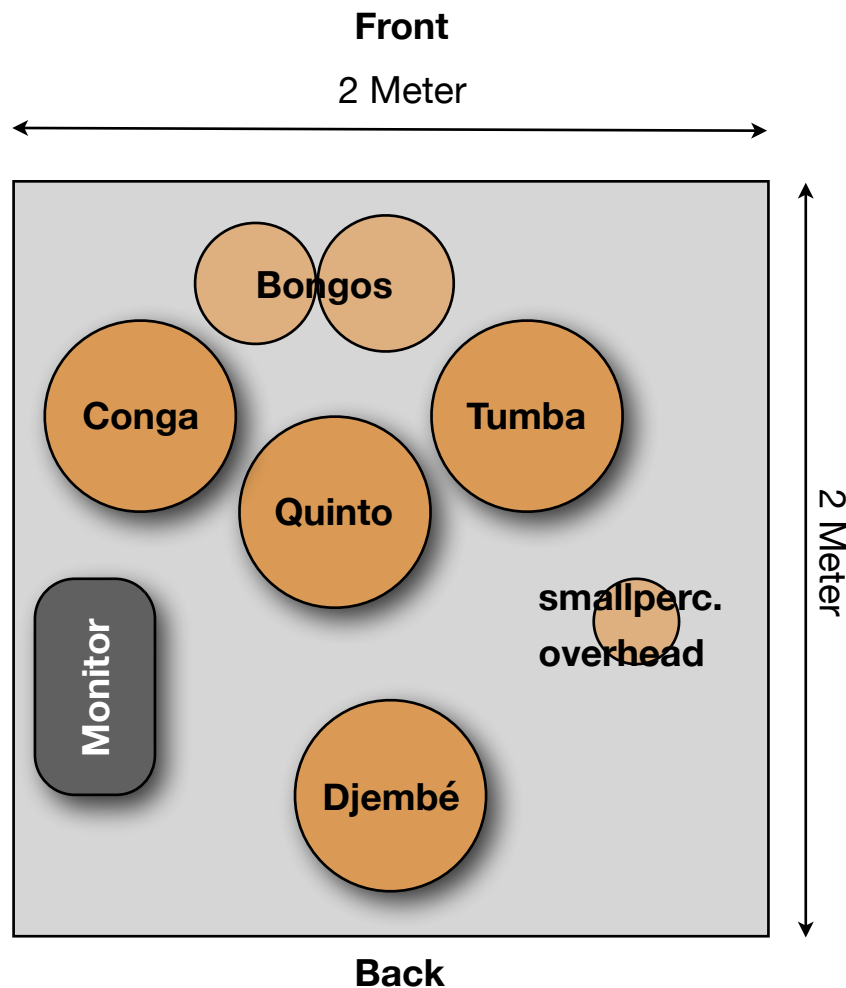 Front
2 Meter
Bongos
Conga
Tumba
Quinto
2 Meter
smallperc.
overhead
Monitor
Djembé
Back